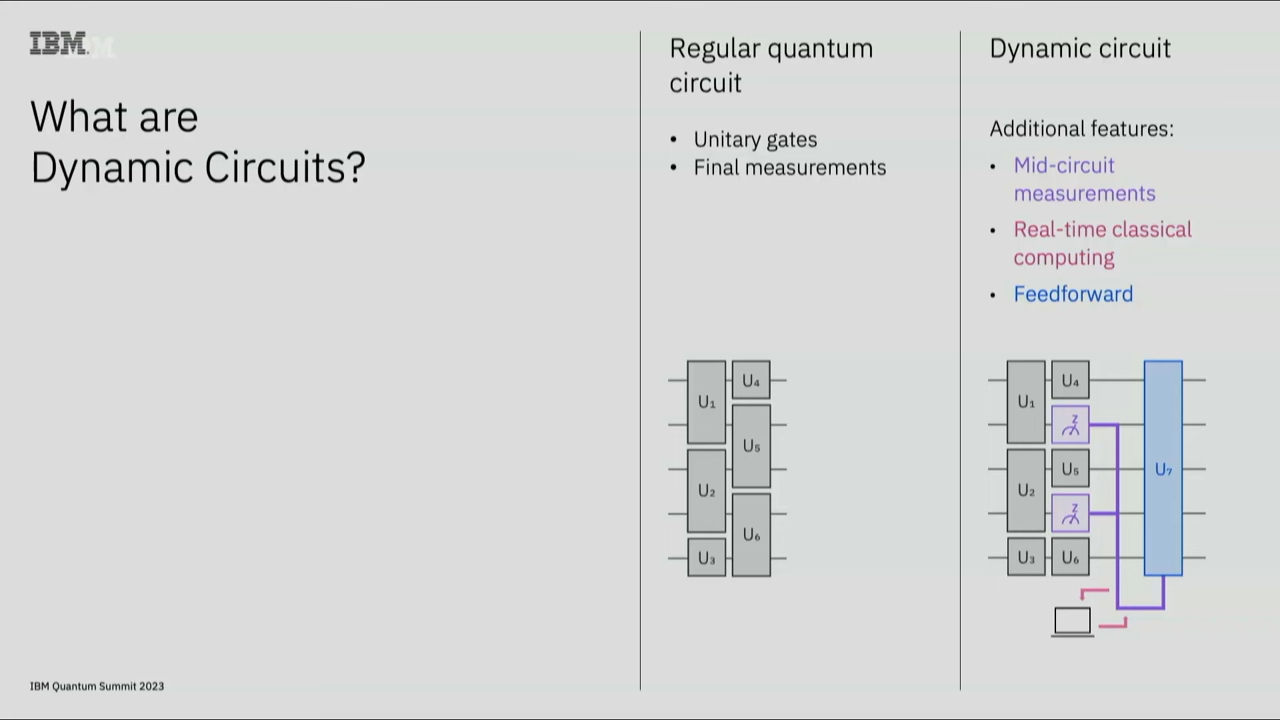 IBM
What are
Dynamic Circuits?
Regular quantum
circuit
• Unitary gates
• Final measurements
Dynamic circuit
Additional features:
• Mid-circuit
measurements
• Real-time classical
computing
• Feedforward
U₁
U₄
U₅
U₂
U₆
U₃
U₁
U₄
Z
U₅
U₂
U₇
Z
U₃
U₆
IBM Quantum Summit 2023